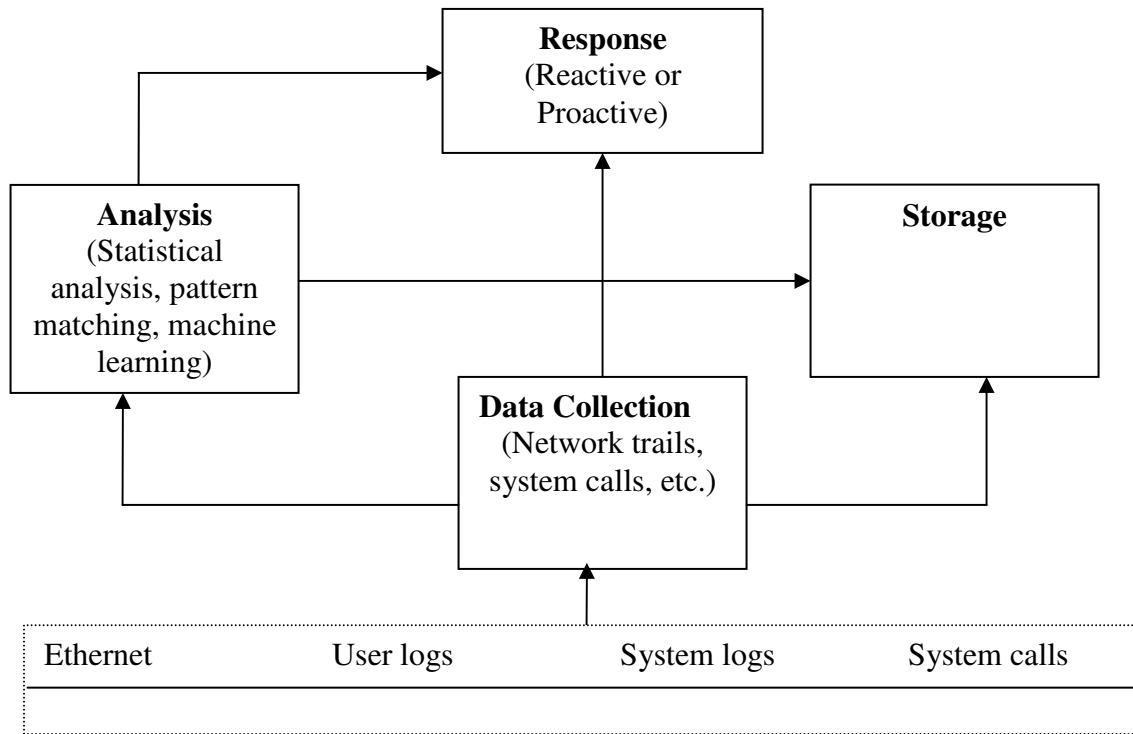 Response
(Reactive or
Proactive)
Analysis
(Statistical
analysis, pattern
matching, machine
learning)
Storage
Data Collection
(Network trails,
system calls, etc.)
Ethernet User logs System logs System calls